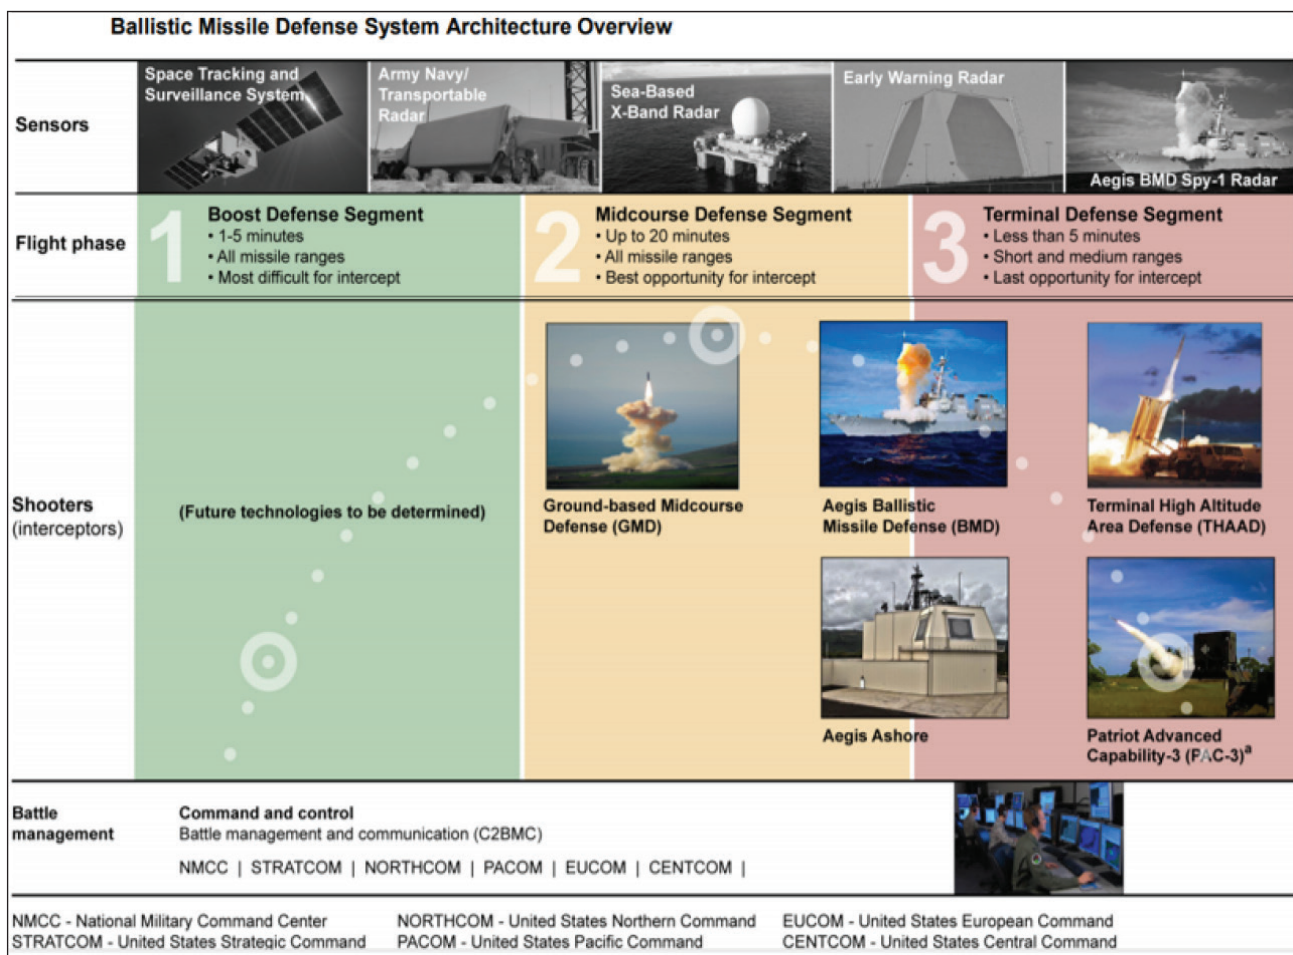 Ballistic Missile Defense System Architecture Overview
Sensors
Space Tracking and
Surveillance System
Army Navy/
Transportable
Radar
Sea-Based
X-Band Radar
Early Warning Radar
Aegis BMD Spy-1 Radar
Flight phase
1
Boost Defense Segment
• 1-5 minutes
• All missile ranges
• Most difficult for intercept
2
Midcourse Defense Segment
• Up to 20 minutes
• All missile ranges
• Best opportunity for intercept
3
Terminal Defense Segment
• Less than 5 minutes
• Short and medium ranges
• Last opportunity for intercept
Shooters
(interceptors)
(Future technologies to be determined)
Ground-based Midcourse
Defense (GMD)
Aegis Ballistic
Missile Defense (BMD)
Terminal High Altitude
Area Defense (THAAD)
Aegis Ashore
Patriot Advanced
Capability-3 (PAC-3)a
Battle
management
Command and control
Battle management and communication (C2BMC)
NMCC | STRATCOM | NORTHCOM | PACOM | EUCOM | CENTCOM |
NMCC - National Military Command Center
STRATCOM - United States Strategic Command
NORTHCOM - United States Northern Command
PACOM - United States Pacific Command
EUCOM - United States European Command
CENTCOM - United States Central Command